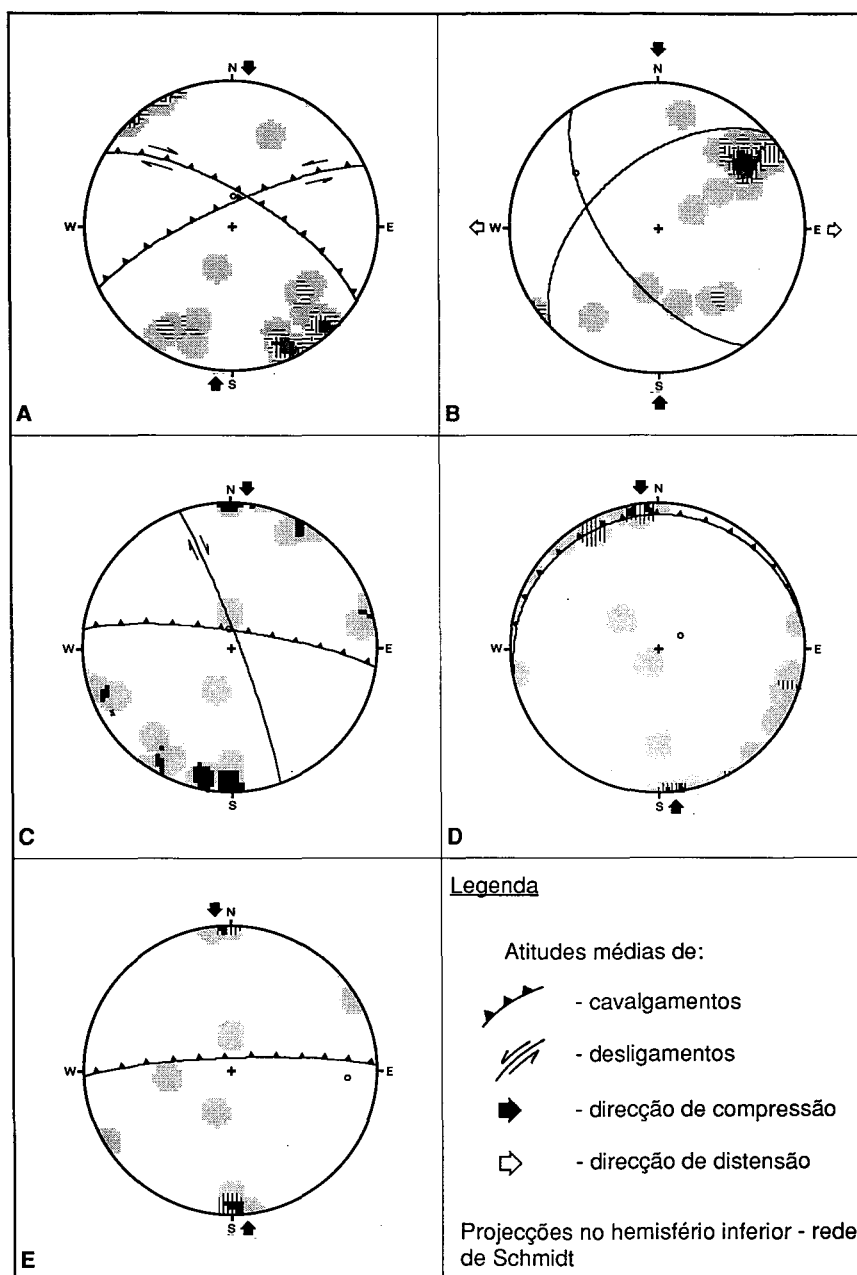 N
W
E
S
A
N
W
E
S
B
N
W
E
S
C
N
W
E
S
D
N
W
E
S
E
Legenda
Atitudes médias de:
- cavalgamentos
- desligamentos
- direcção de compressão
- direcção de distensão
Projecções no hemisfério inferior - rede
de Schmidt